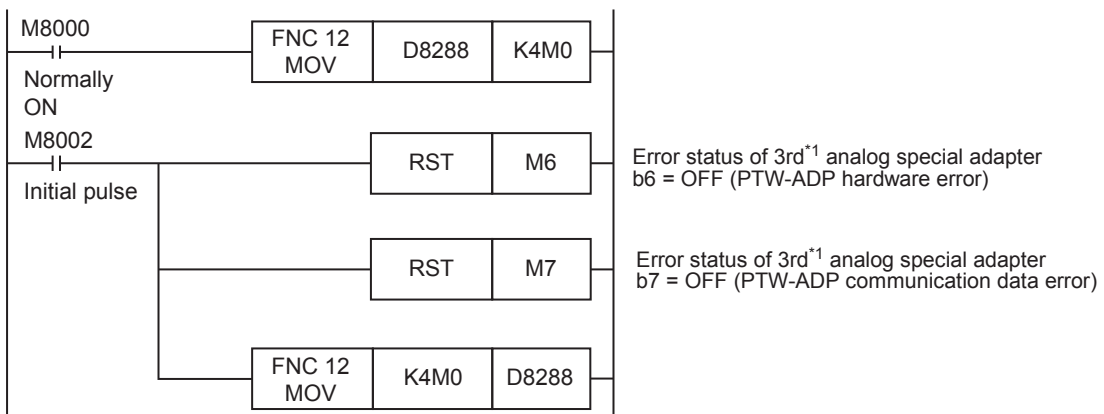 M8000
FNC 12
MOV
D8288
K4M0
Normally
ON
M8002
RST
M6
Error status of 3rd*1 analog special adapter
b6 = OFF (PTW-ADP hardware error)
Initial pulse
RST
M7
Error status of 3rd*1 analog special adapter
b7 = OFF (PTW-ADP communication data error)
FNC 12
MOV
K4M0
D8288